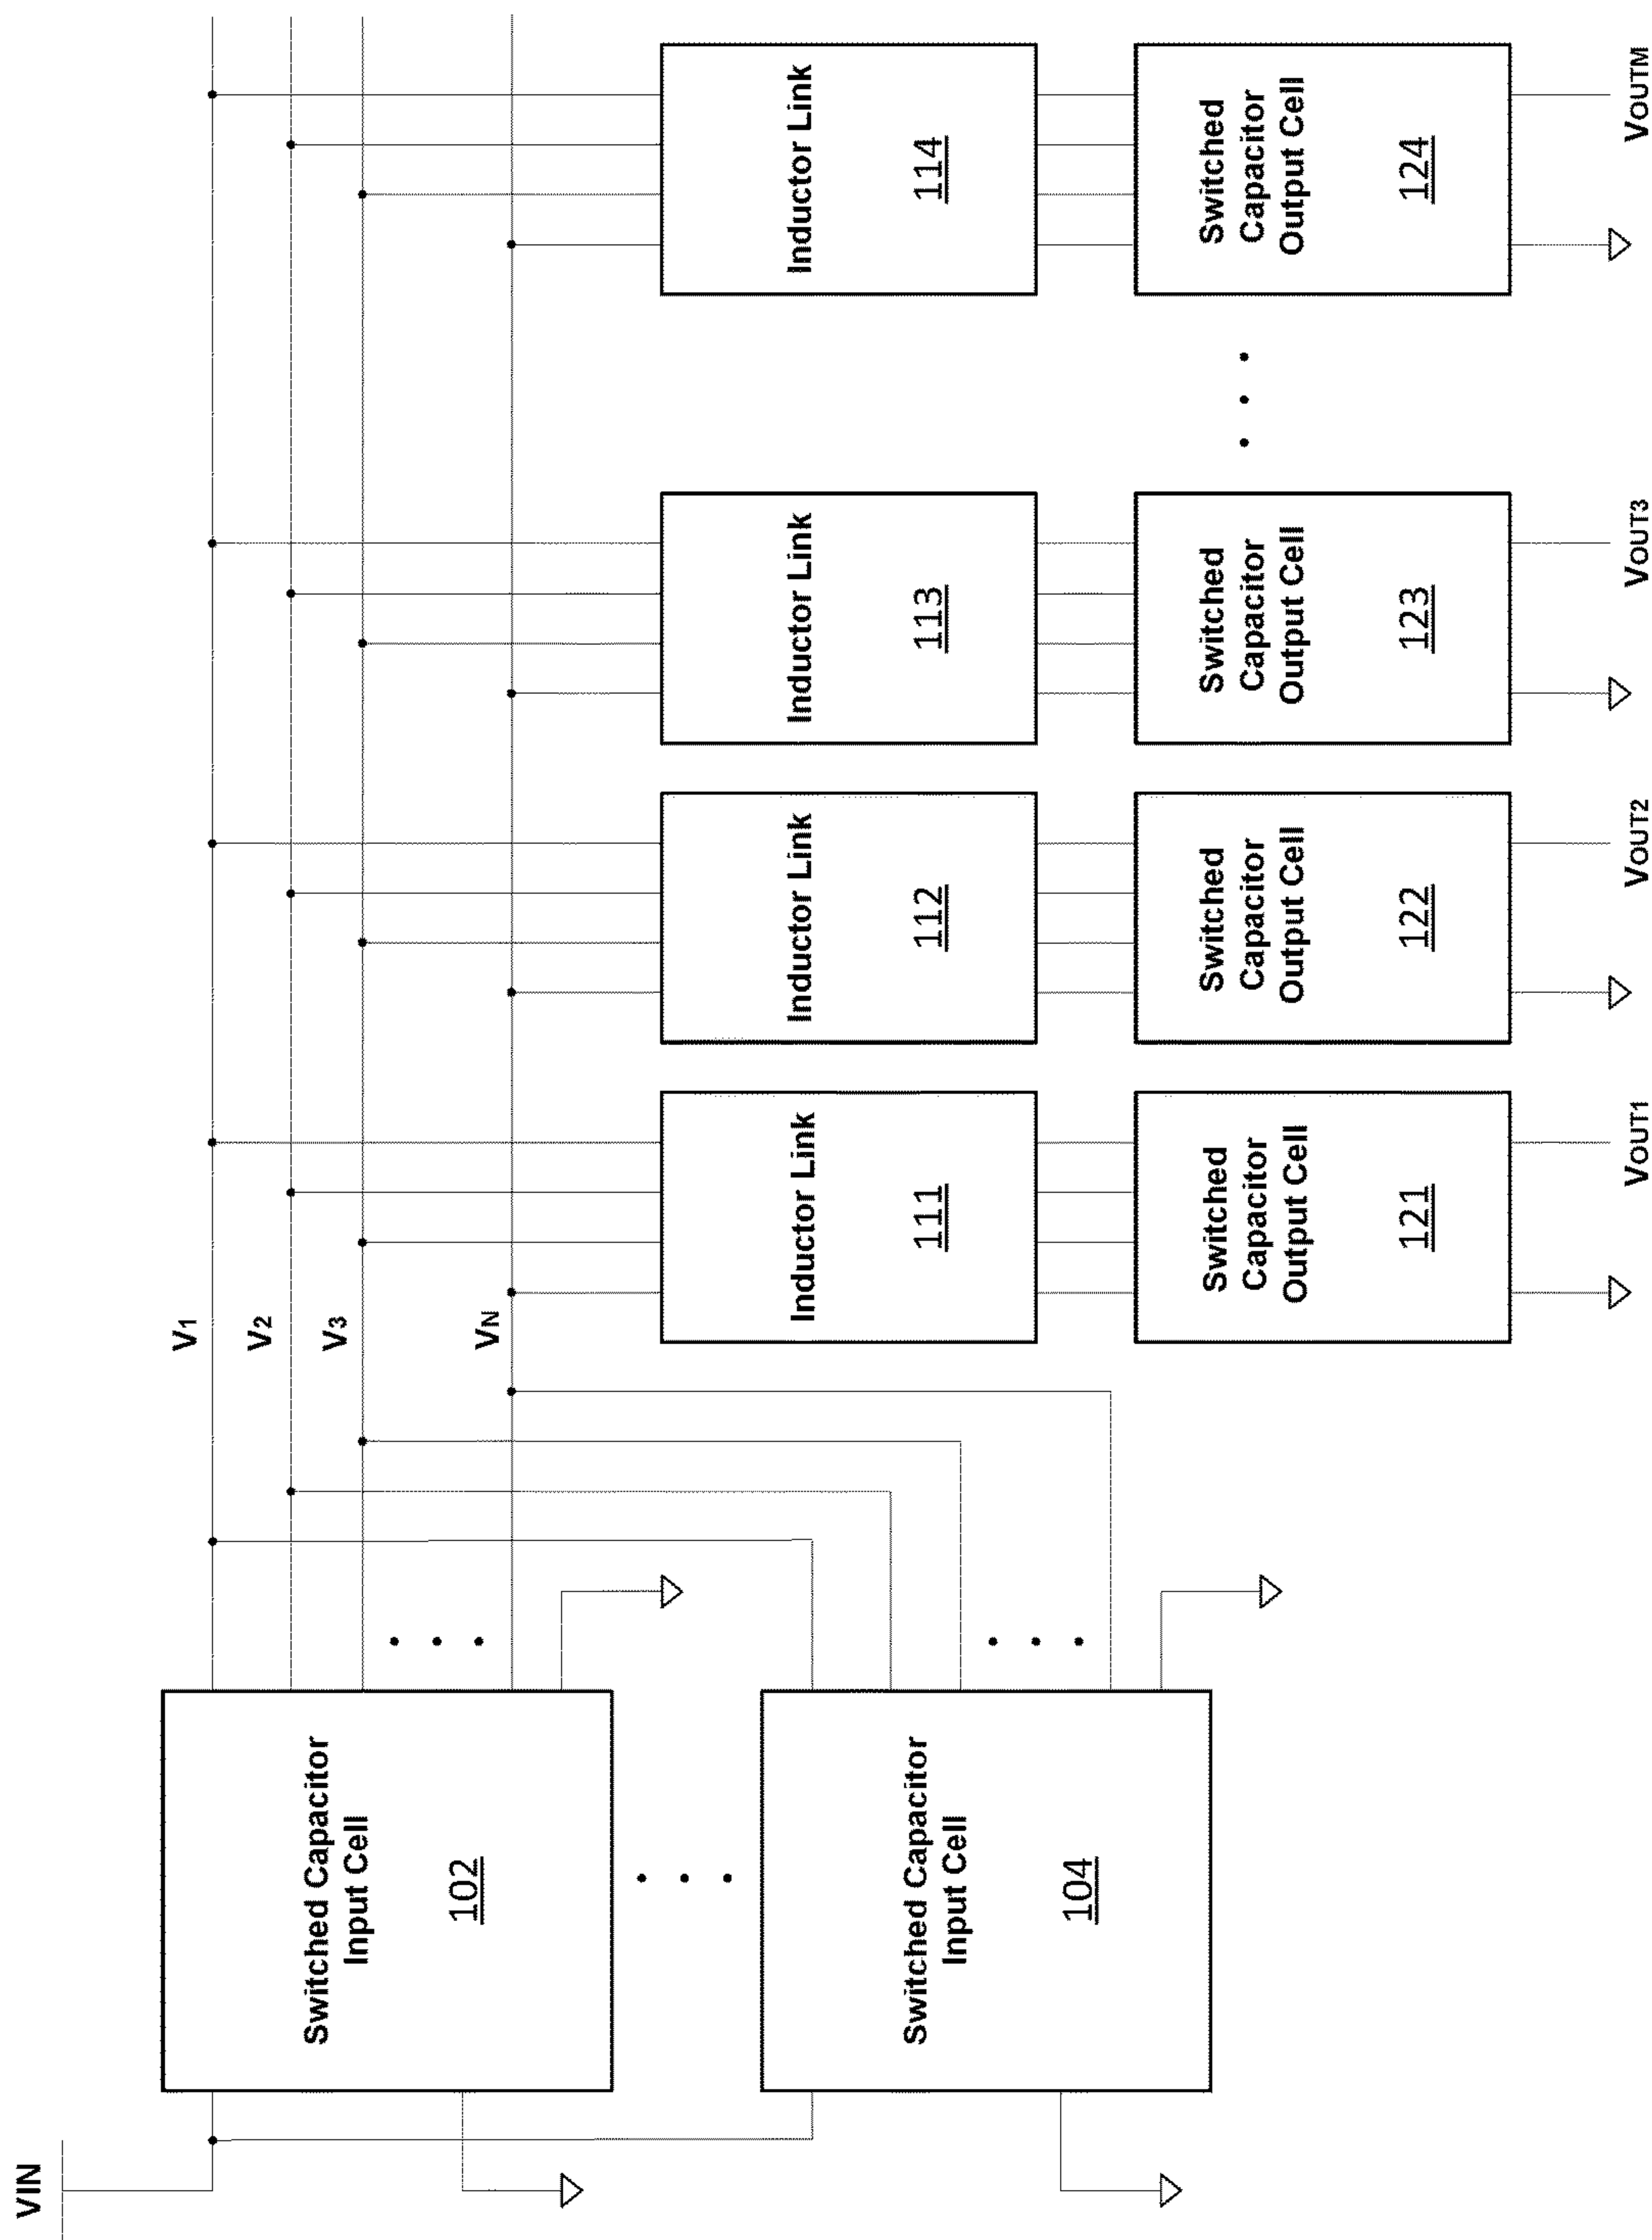 VIN
Switched Capacitor
Input Cell
102
Switched Capacitor
Input Cell
104
V1
V2
V3
VN
Inductor Link
111
Inductor Link
112
Inductor Link
113
Inductor Link
114
Switched
Capacitor
Output Cell
121
Switched
Capacitor
Output Cell
122
Switched
Capacitor
Output Cell
123
Switched
Capacitor
Output Cell
124
VOUT1
VOUT2
VOUT3
VOUTM